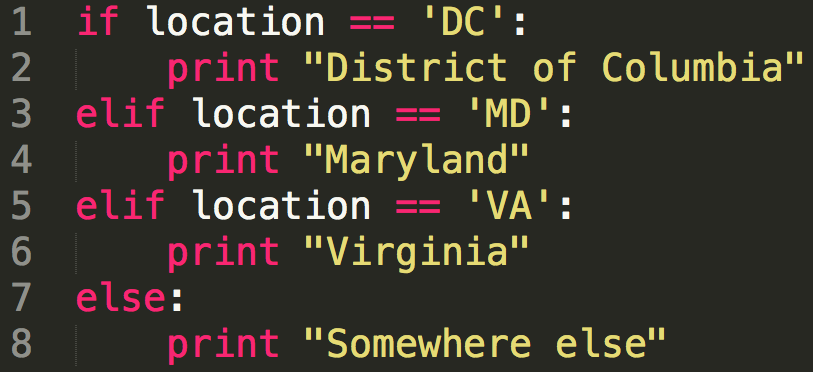 1 if location == 'DC':
2     print "District of Columbia"
3 elif location == 'MD':
4     print "Maryland"
5 elif location == 'VA':
6     print "Virginia"
7 else:
8     print "Somewhere else"